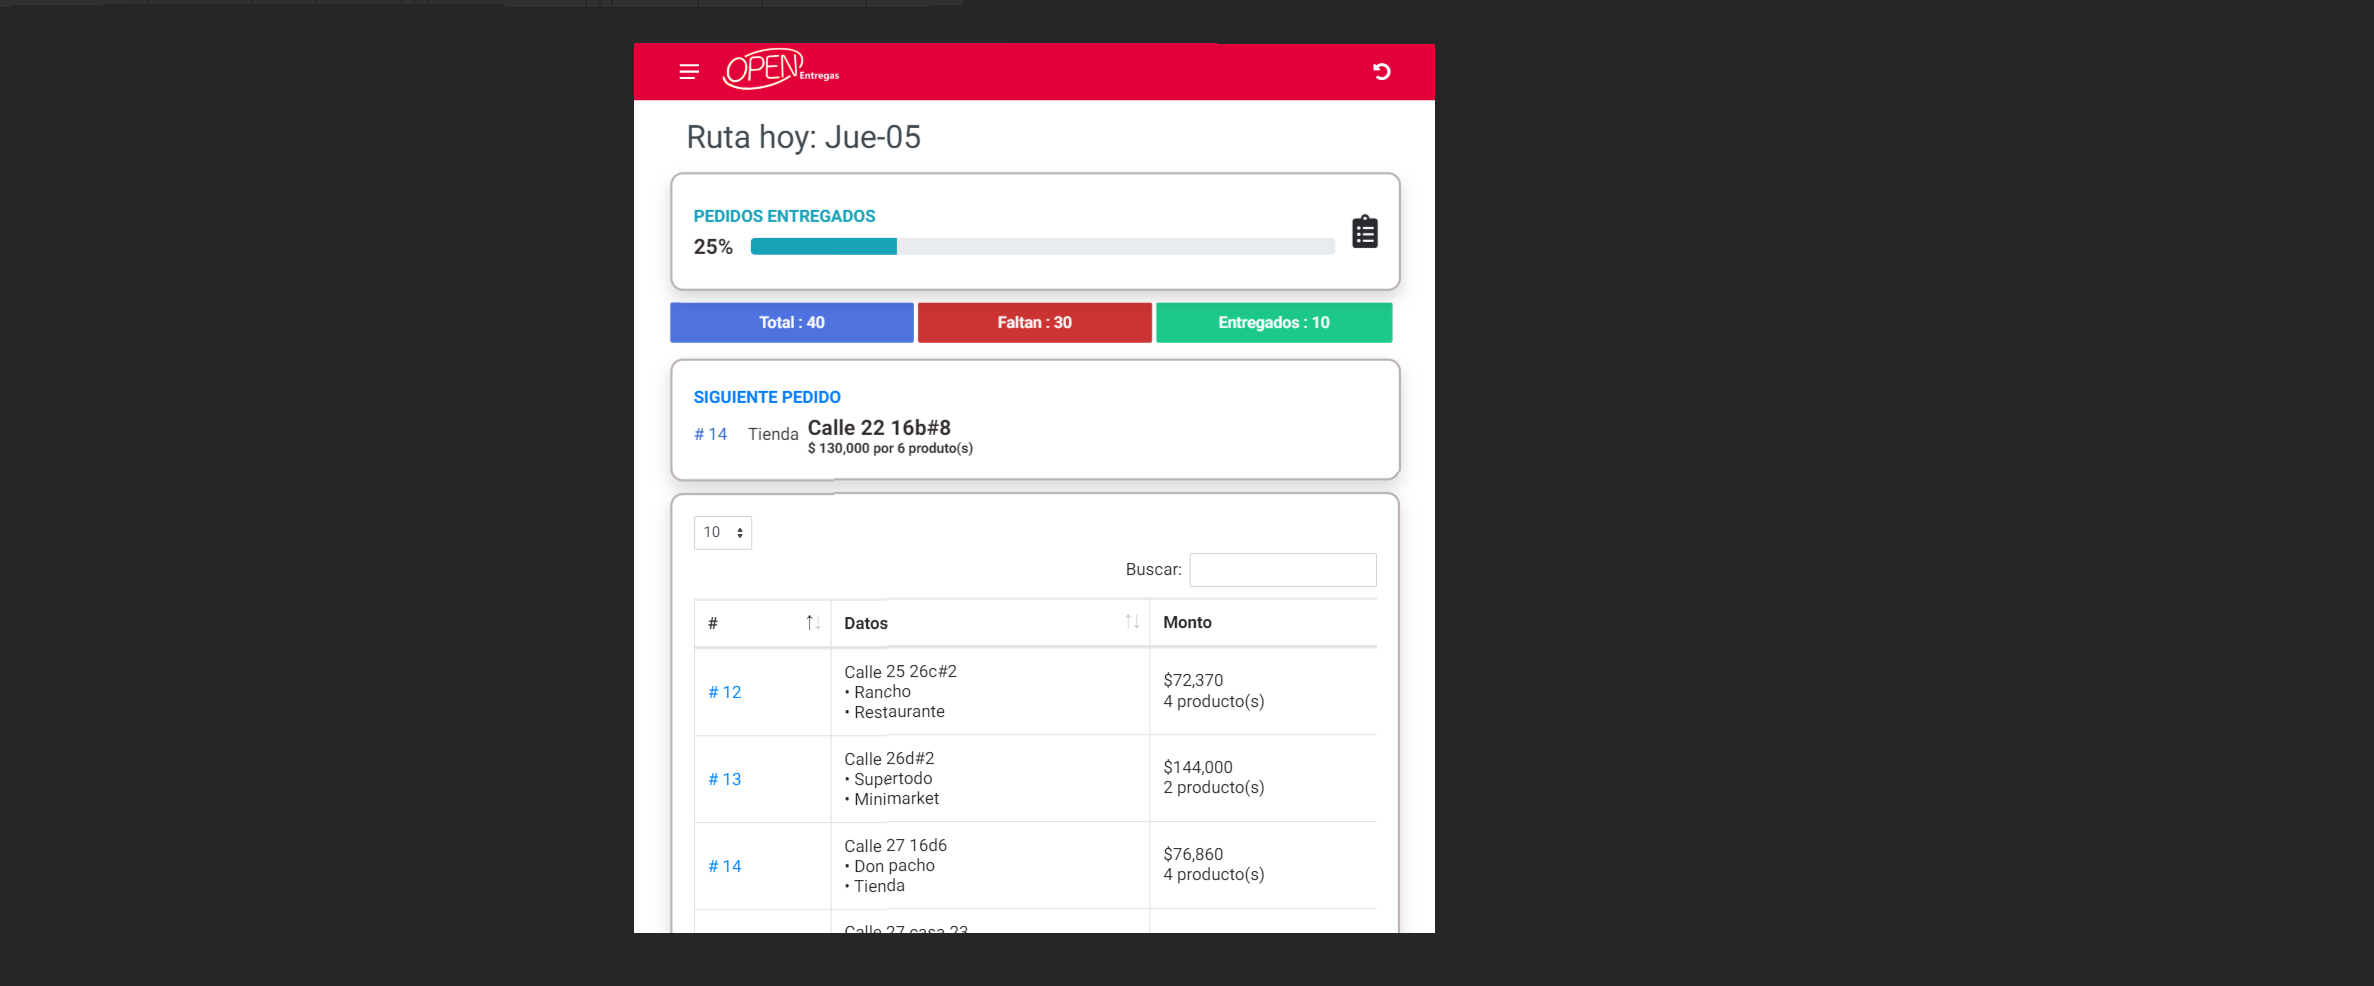 OPEN Entregas
Ruta hoy: Jue-05
PEDIDOS ENTREGADOS
25%
Total : 40
Faltan : 30
Entregados : 10
SIGUIENTE PEDIDO
# 14 Tienda Calle 22 16b#8
$ 130,000 por 6 produto(s)
10
Buscar:
# Datos Monto
# 12
Calle 25 26c#2
• Rancho
• Restaurante
$72,370
4 producto(s)
# 13
Calle 26d#2
• Supertodo
• Minimarket
$144,000
2 producto(s)
# 14
Calle 27 16d6
• Don pacho
• Tienda
$76,860
4 producto(s)
Calle 27 casa 23